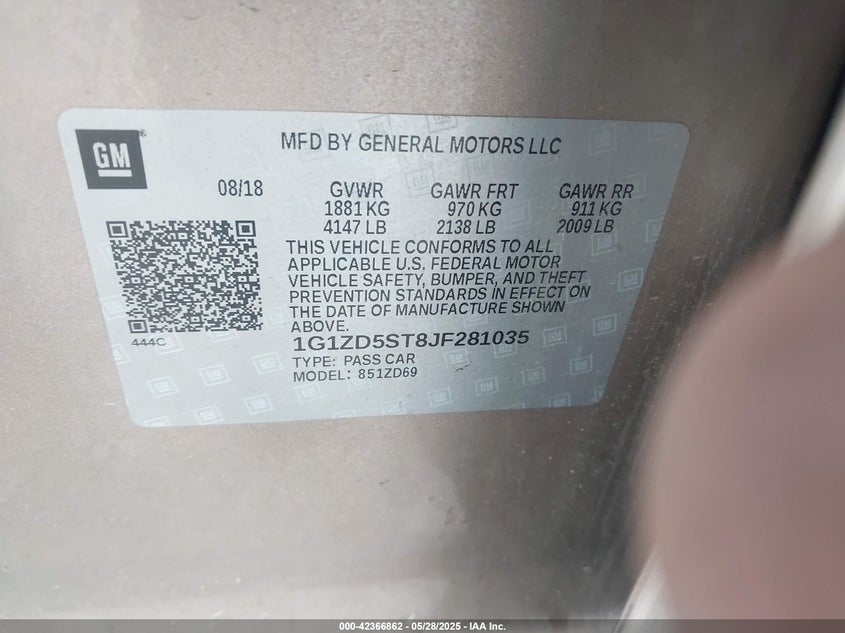 GM
MFD BY GENERAL MOTORS LLC
08/18 GVWR GAWR FRT GAWR RR
1881 KG 970 KG 911 KG
4147 LB 2138 LB 2009 LB
THIS VEHICLE CONFORMS TO ALL
APPLICABLE U.S. FEDERAL MOTOR
VEHICLE SAFETY, BUMPER, AND THEFT
PREVENTION STANDARDS IN EFFECT ON
THE DATE OF MANUFACTURE SHOWN
ABOVE.
444C
1G1ZD5ST8JF281035
TYPE: PASS CAR
MODEL: 851ZD69
000-42366862 - 05/28/2025 - IAA Inc.